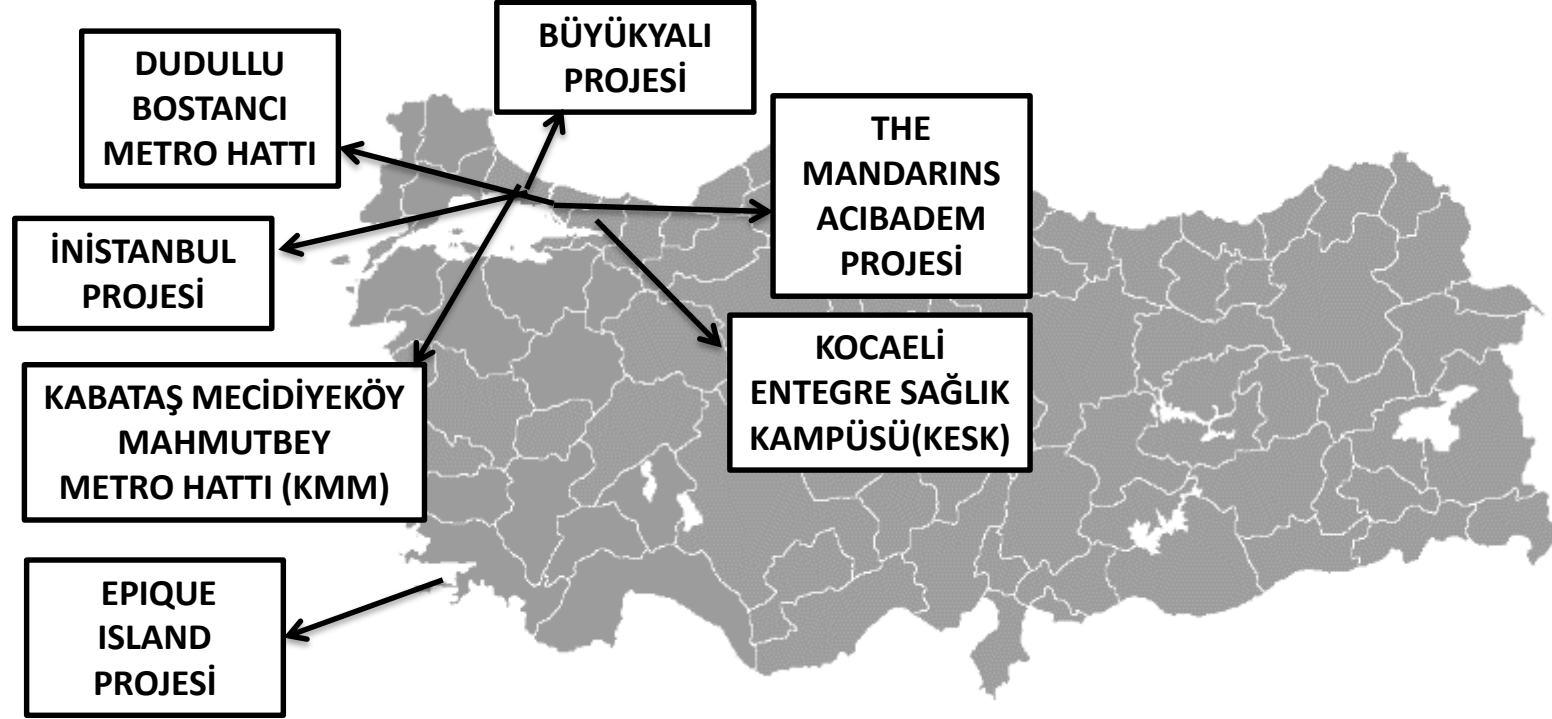 DUDULLU
BOSTANCI
METRO HATTI
BÜYÜKYALI
PROJESİ
THE
MANDARINS
ACIBADEM
PROJESİ
İNİSTANBUL
PROJESİ
KOCAELİ
ENTEGRE SAĞLIK
KAMPÜSÜ(KESK)
KABATAŞ MECİDİYEKÖY
MAHMUTBEY
METRO HATTI (KMM)
EPIQUE
ISLAND
PROJESİ